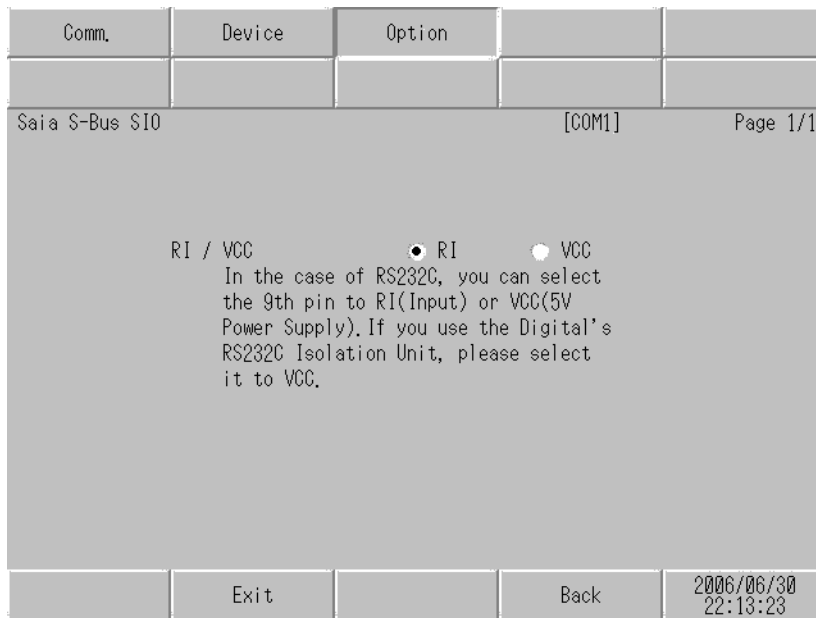 Comm. Device Option
Saia S-Bus SIO [COM1] Page 1/1
RI / VCC RI VCC
In the case of RS232C, you can select
the 9th pin to RI(Input) or VCC(5V
Power Supply).If you use the Digital's
RS232C Isolation Unit, please select
it to VCC.
Exit Back 2006/06/30
22:13:23